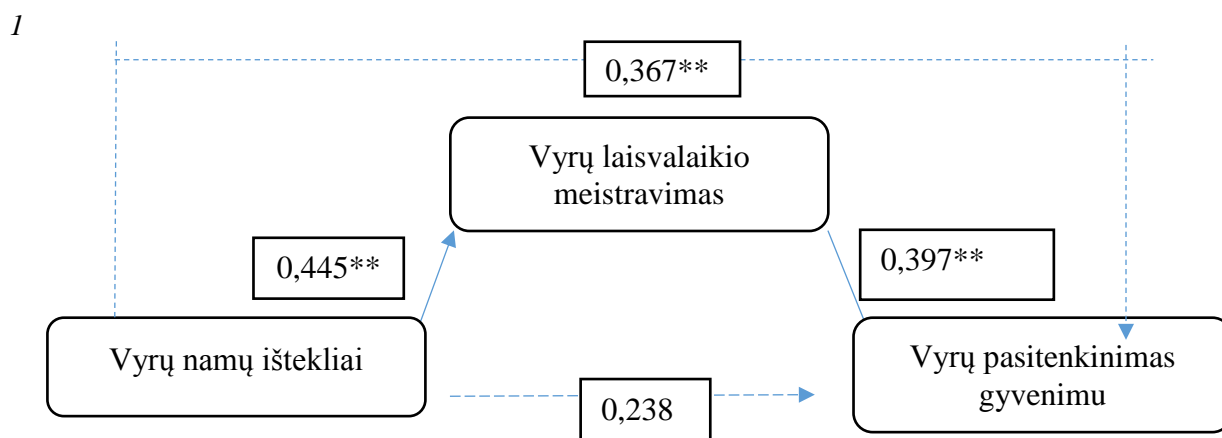 1
0,367**
Vyrų laisvalaikio
meistravimas
0,445**
0,397**
Vyrų namų ištekliai
Vyrų pasitenkinimas
gyvenimu
0,238